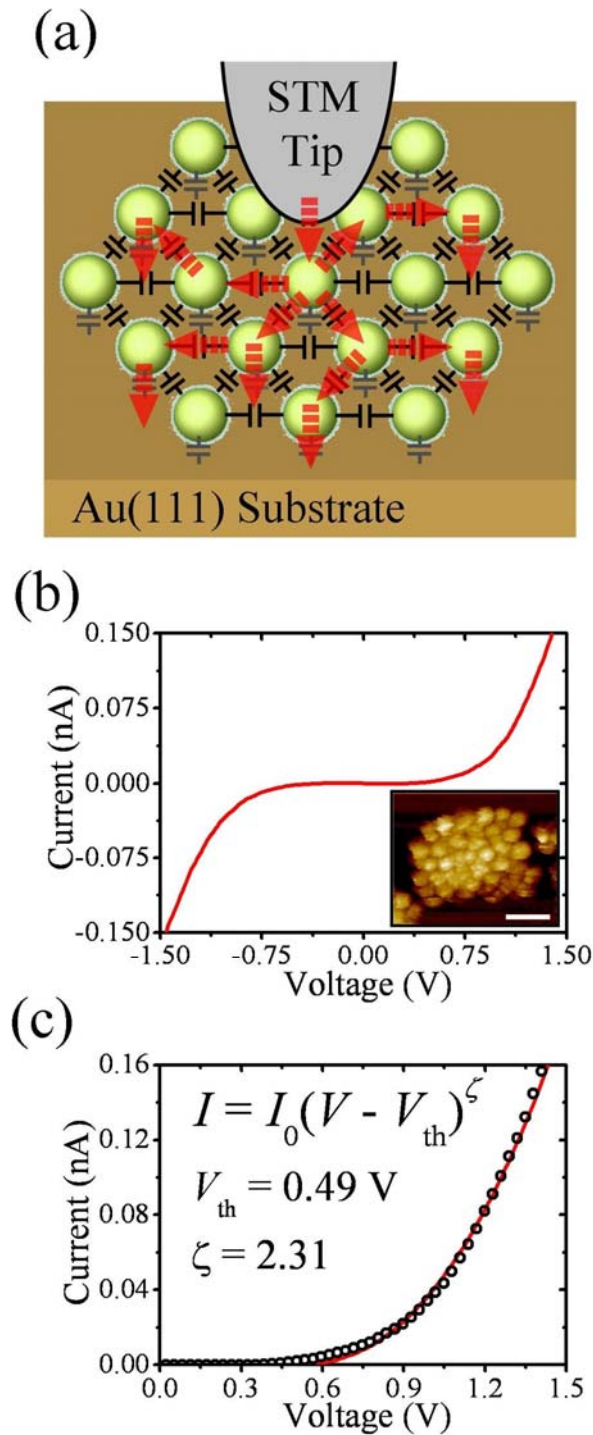 (a)
STM
Tip
Au(111) Substrate
(b)
0.150
0.075
0.000
-0.075
-0.150
Current (nA)
-1.50 -0.75 0.00 0.75 1.50
Voltage (V)
(c)
0.16
0.12
0.08
0.04
0.00
Current (nA)
I = I₀(V - Vₜₕ)^ζ
Vₜₕ = 0.49 V
ζ = 2.31
0.0 0.3 0.6 0.9 1.2 1.5
Voltage (V)